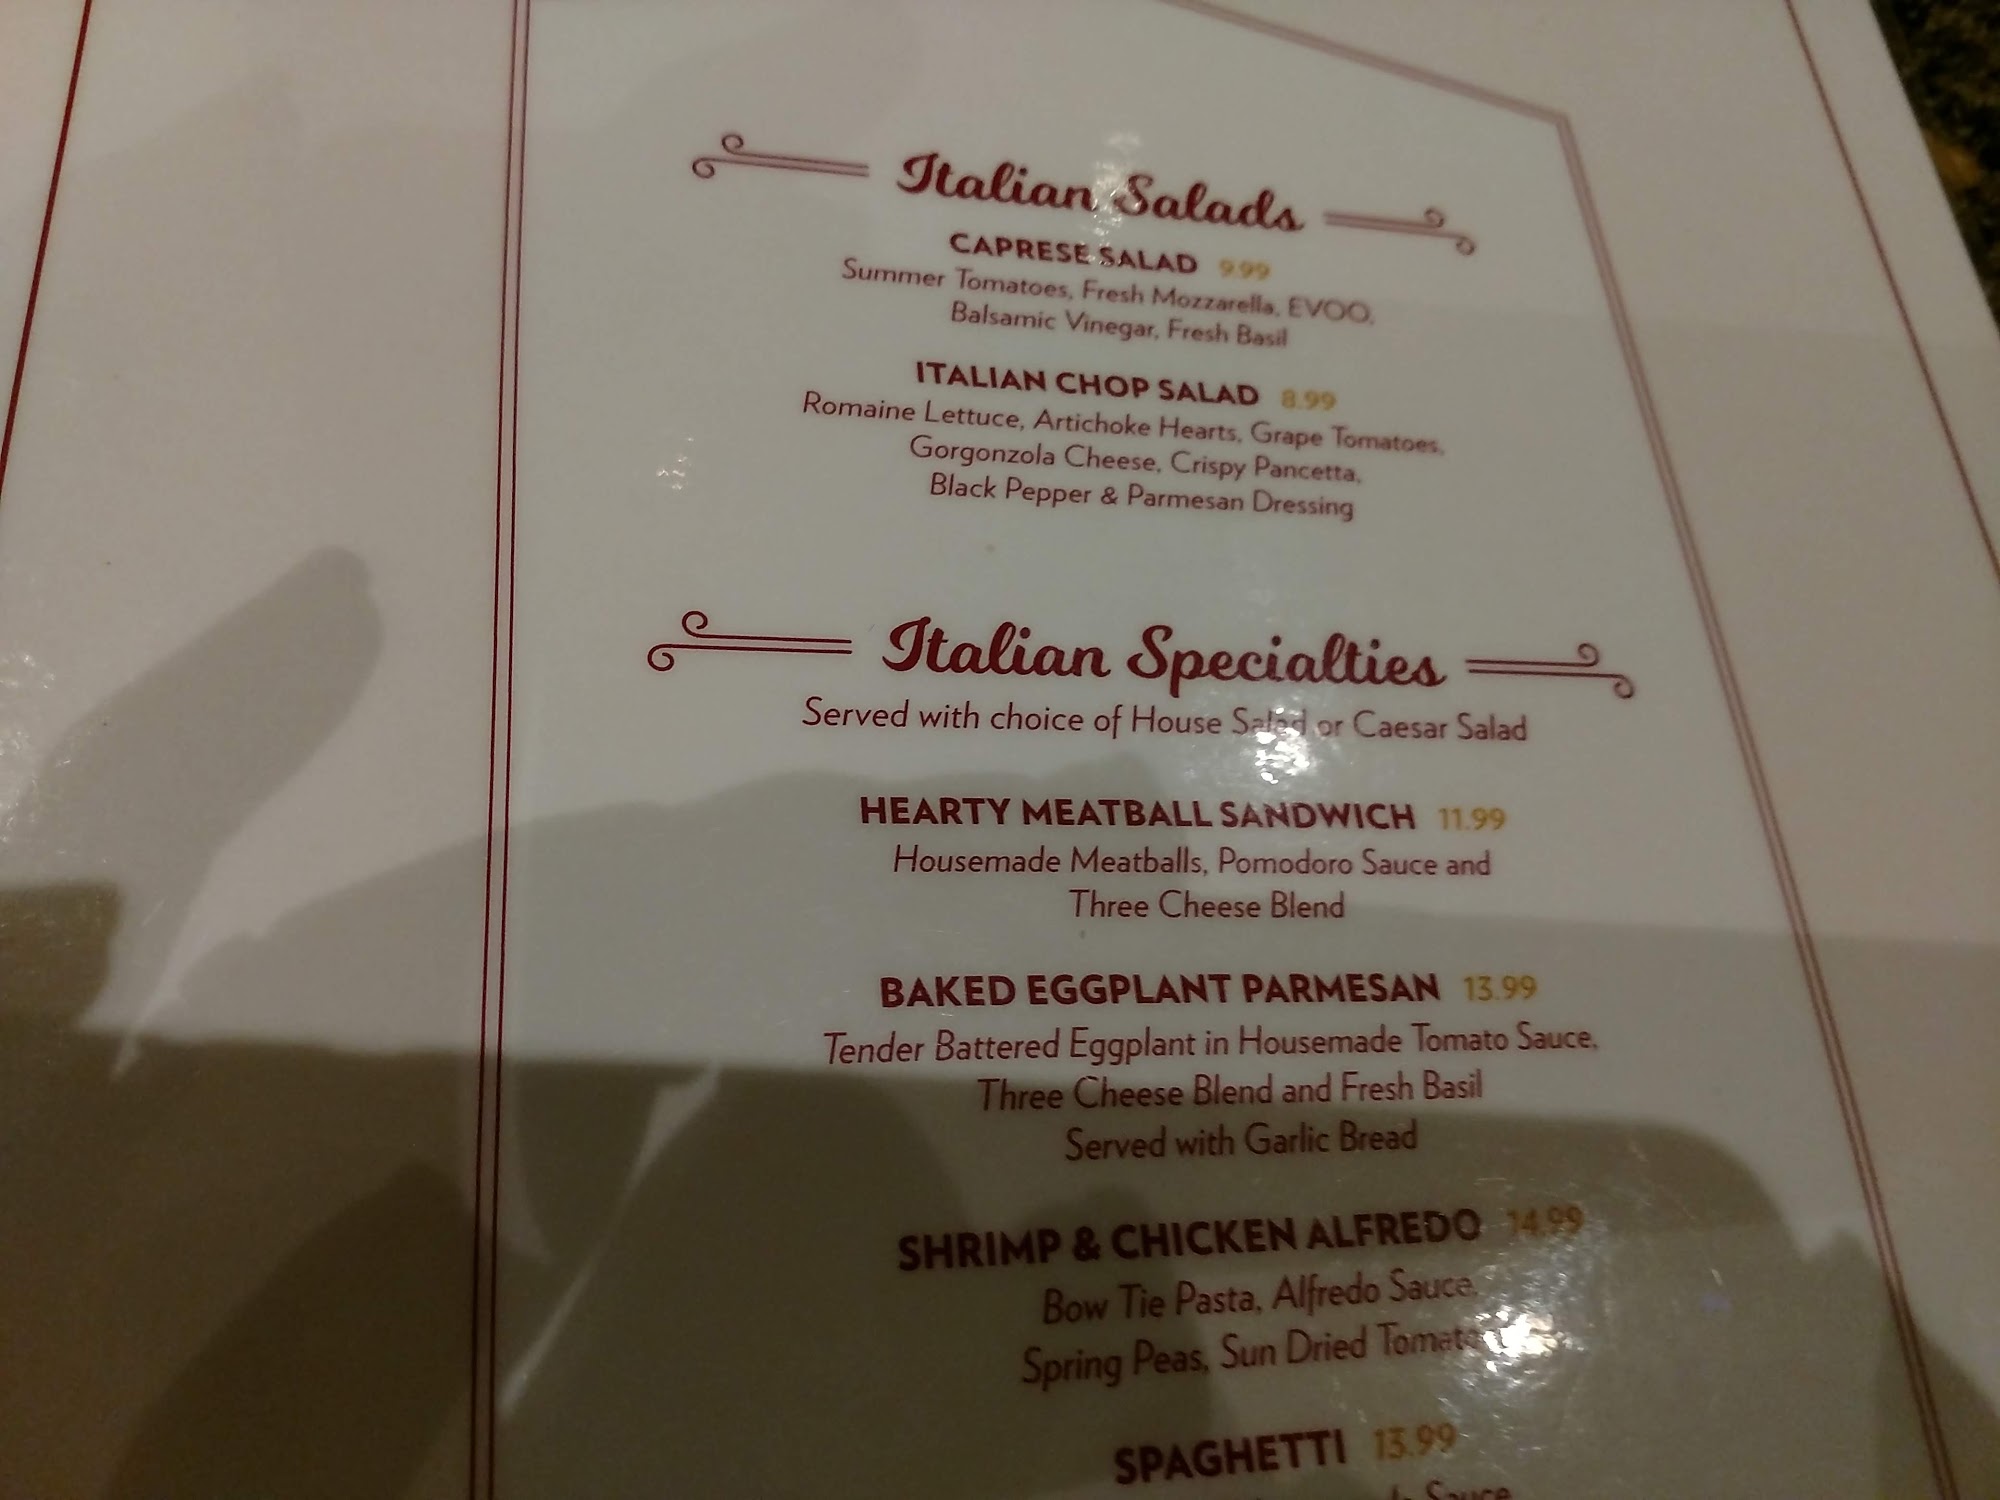 Italian Salads
CAPRESE SALAD 9.99
Summer Tomatoes, Fresh Mozzarella, EVOO,
Balsamic Vinegar, Fresh Basil
ITALIAN CHOP SALAD 8.99
Romaine Lettuce, Artichoke Hearts, Grape Tomatoes,
Gorgonzola Cheese, Crispy Pancetta,
Black Pepper & Parmesan Dressing
Italian Specialties
Served with choice of House Salad or Caesar Salad
HEARTY MEATBALL SANDWICH 11.99
Housemade Meatballs, Pomodoro Sauce and
Three Cheese Blend
BAKED EGGPLANT PARMESAN 13.99
Tender Battered Eggplant in Housemade Tomato Sauce,
Three Cheese Blend and Fresh Basil
Served with Garlic Bread
SHRIMP & CHICKEN ALFREDO 14.99
Bow Tie Pasta, Alfredo Sauce,
Spring Peas, Sun Dried
SPAGHETTI 13.99
Sauce